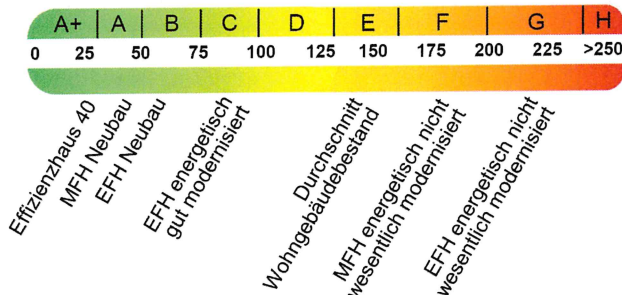 A+ A B C D E F G H
0 25 50 75 100 125 150 175 200 225 >250
Effizienzhaus 40
MFH Neubau
EFH Neubau
EFH energetisch
gut modernisiert
Durchschnitt
Wohngebäudebestand
MFH energetisch nicht
wesentlich modernisiert
EFH energetisch nicht
wesentlich modernisiert